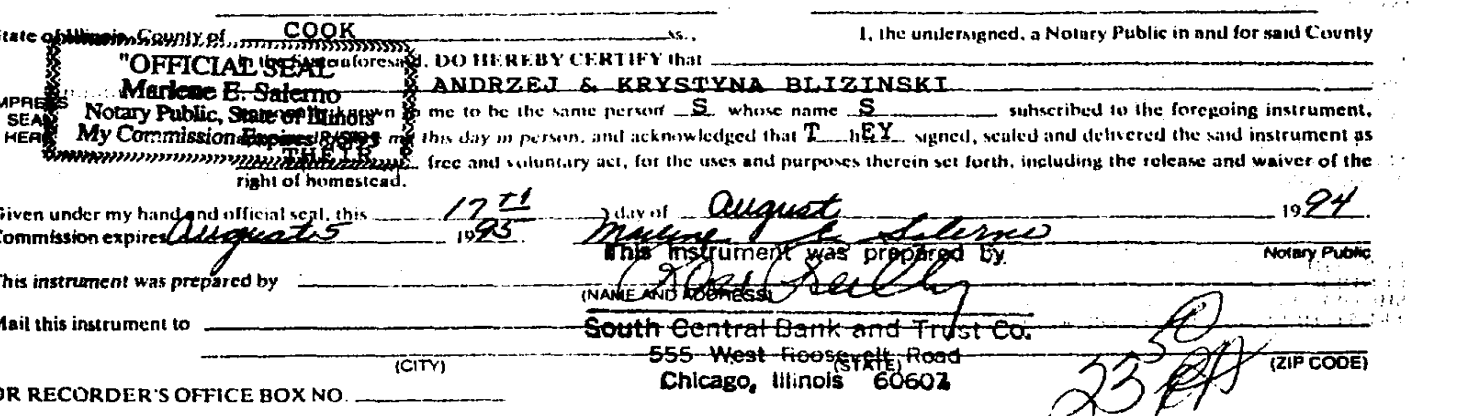 State of Illinois, County of COOK ss., I, the undersigned, a Notary Public in and for said County
in the State aforesaid, DO HEREBY CERTIFY that
"OFFICIAL SEAL
ANDRZEJ & KRYSTYNA BLIZINSKI
Marlene E. Salerno
IMPRESS SEAL HERE
Notary Public, State of Illinois
known to me to be the same person S whose name S subscribed to the foregoing instrument,
My Commission Expires 8/5/95
me this day in person, and acknowledged that T hEY signed, sealed and delivered the said instrument as
THEIR free and voluntary act, for the uses and purposes therein set forth, including the release and waiver of the
right of homestead.
Given under my hand and official seal, this 17th day of August 1994
Commission expires August 5 1995 Marlene E. Salerno
Notary Public
This instrument was prepared by
This instrument was prepared by
(NAME AND ADDRESS)
Mail this instrument to
South Central Bank and Trust Co.
555 West Roosevelt Road
(CITY) (STATE) (ZIP CODE)
Chicago, Illinois 60607
OR RECORDER'S OFFICE BOX NO.